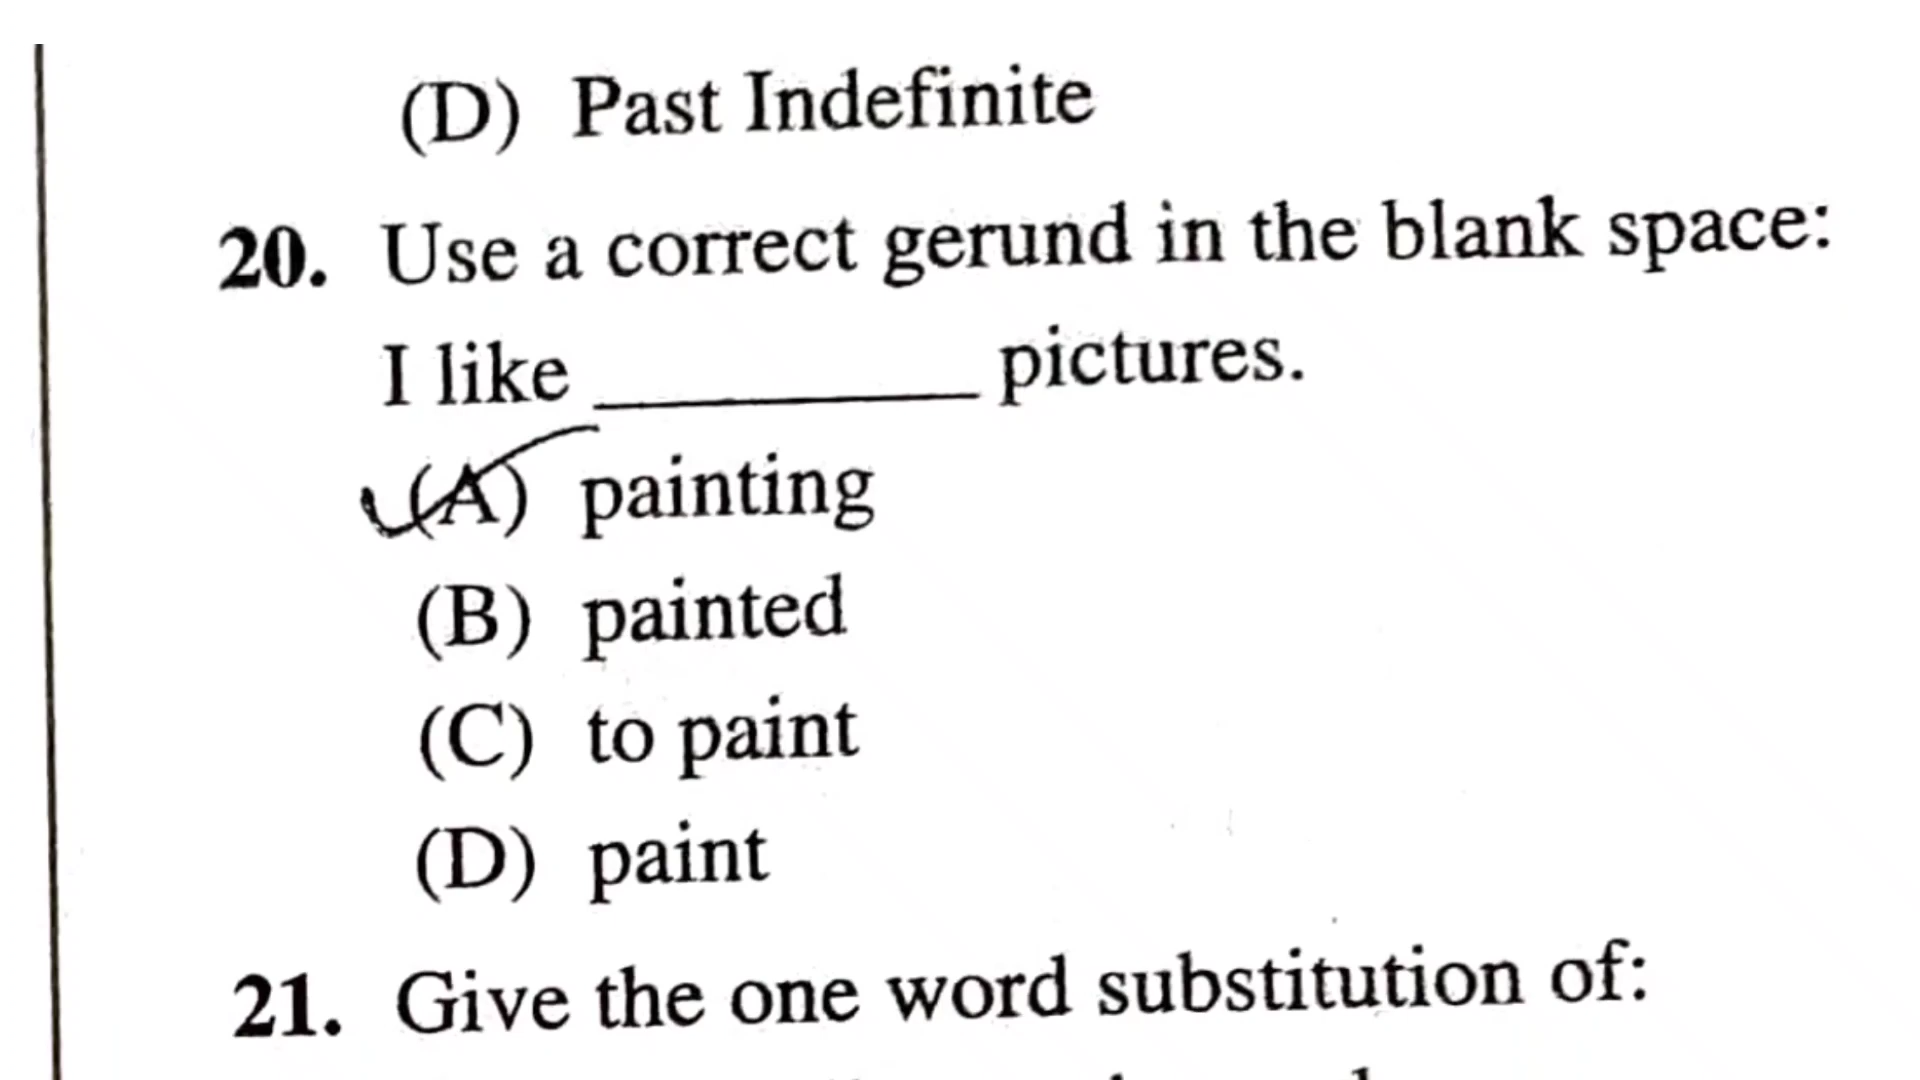 (D) Past Indefinite
20. Use a correct gerund in the blank space:
I like __________ pictures.
(A) painting
(B) painted
(C) to paint
(D) paint
21. Give the one word substitution of: